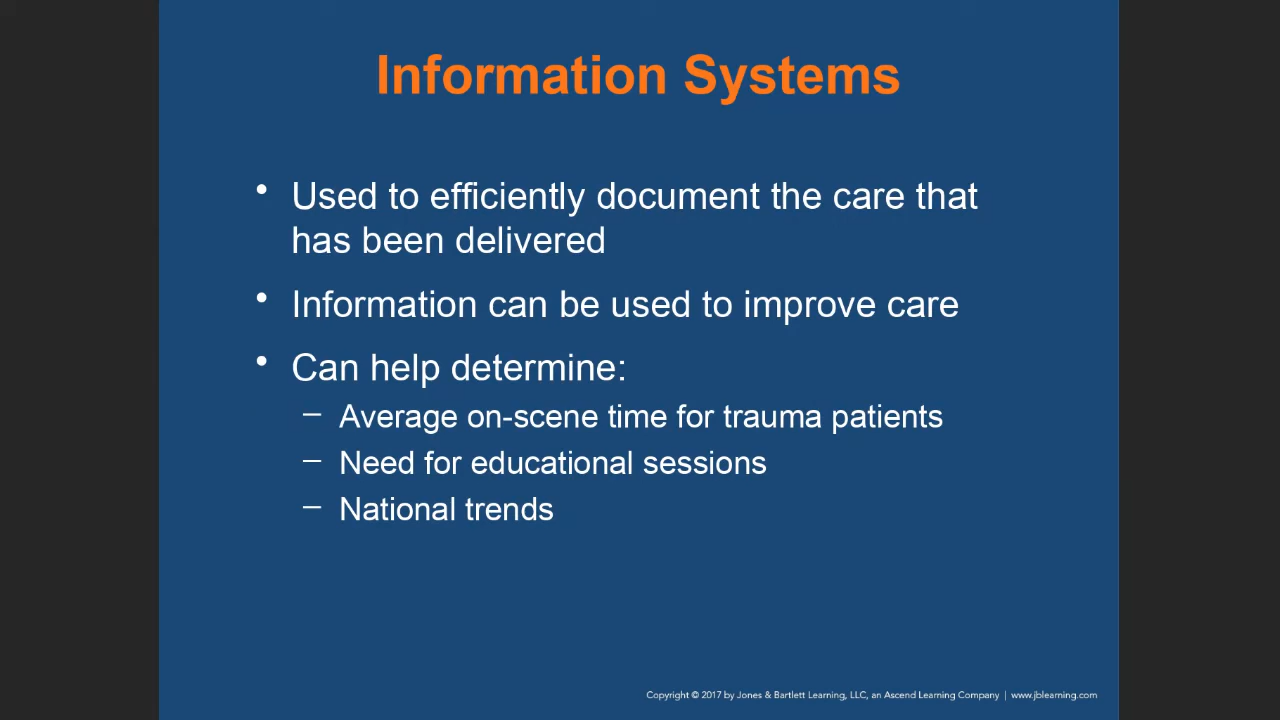 Information Systems
• Used to efficiently document the care that
has been delivered
• Information can be used to improve care
• Can help determine:
– Average on-scene time for trauma patients
– Need for educational sessions
– National trends
Copyright © 2017 by Jones & Bartlett Learning, LLC, an Ascend Learning Company | www.jblearning.com